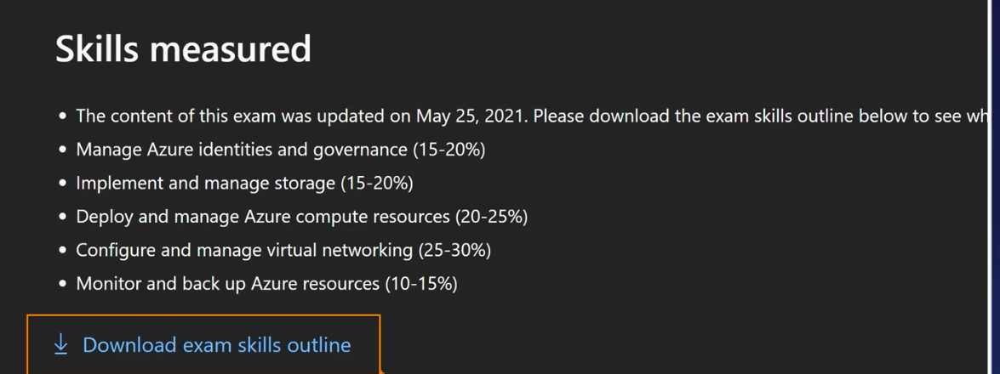 Skills measured
• The content of this exam was updated on May 25, 2021. Please download the exam skills outline below to see wh
• Manage Azure identities and governance (15-20%)
• Implement and manage storage (15-20%)
• Deploy and manage Azure compute resources (20-25%)
• Configure and manage virtual networking (25-30%)
• Monitor and back up Azure resources (10-15%)
Download exam skills outline